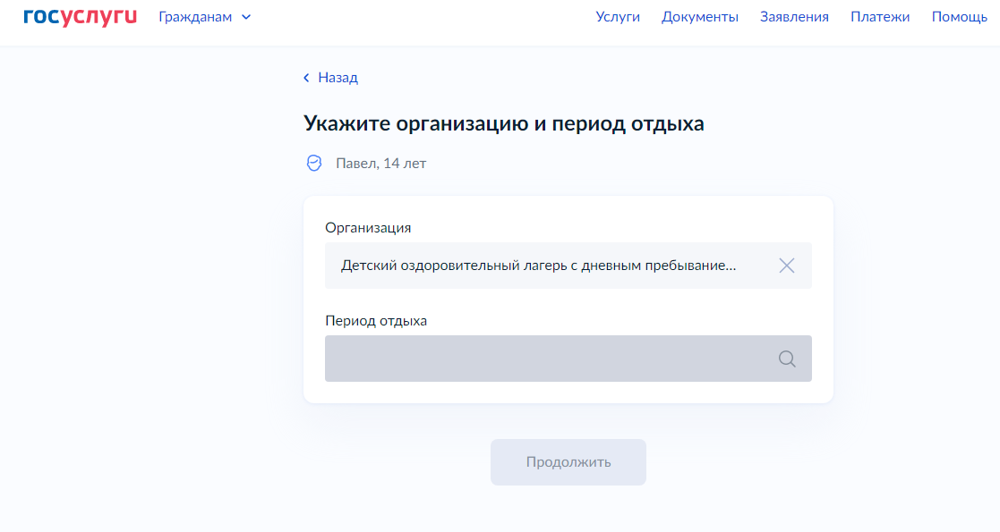 госуслуги Гражданам Услуги Документы Заявления Платежи Помощь
Назад
Укажите организацию и период отдыха
Павел, 14 лет
Организация
Детский оздоровительный лагерь с дневным пребывание...
Период отдыха
Продолжить